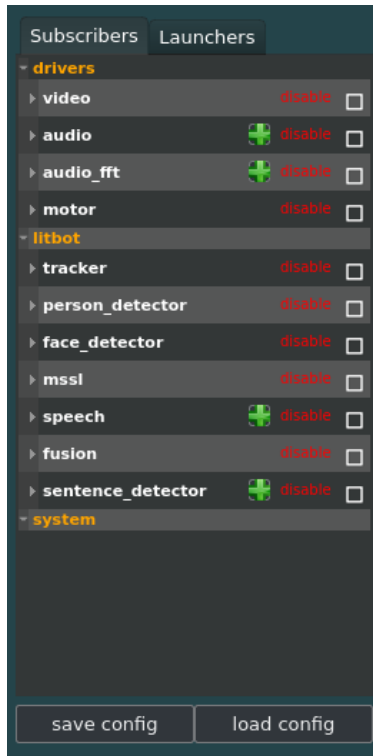 Subscribers Launchers
drivers
video disable
audio disable
audio_fft disable
motor disable
litbot
tracker disable
person_detector disable
face_detector disable
mssl disable
speech disable
fusion disable
sentence_detector disable
system
save config load config